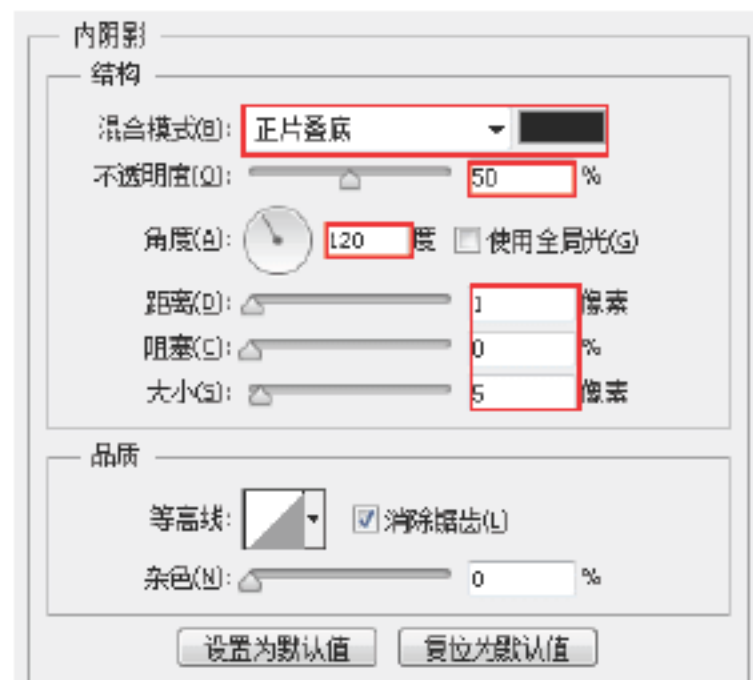 内阴影
结构
混合模式(B): 正片叠底
不透明度(O): 50 %
角度(A): 120 度 使用全局光(G)
距离(D): 1 像素
阻塞(C): 0 %
大小(S): 5 像素
品质
等高线: 消除锯齿(L)
杂色(N): 0 %
设置为默认值 复位为默认值